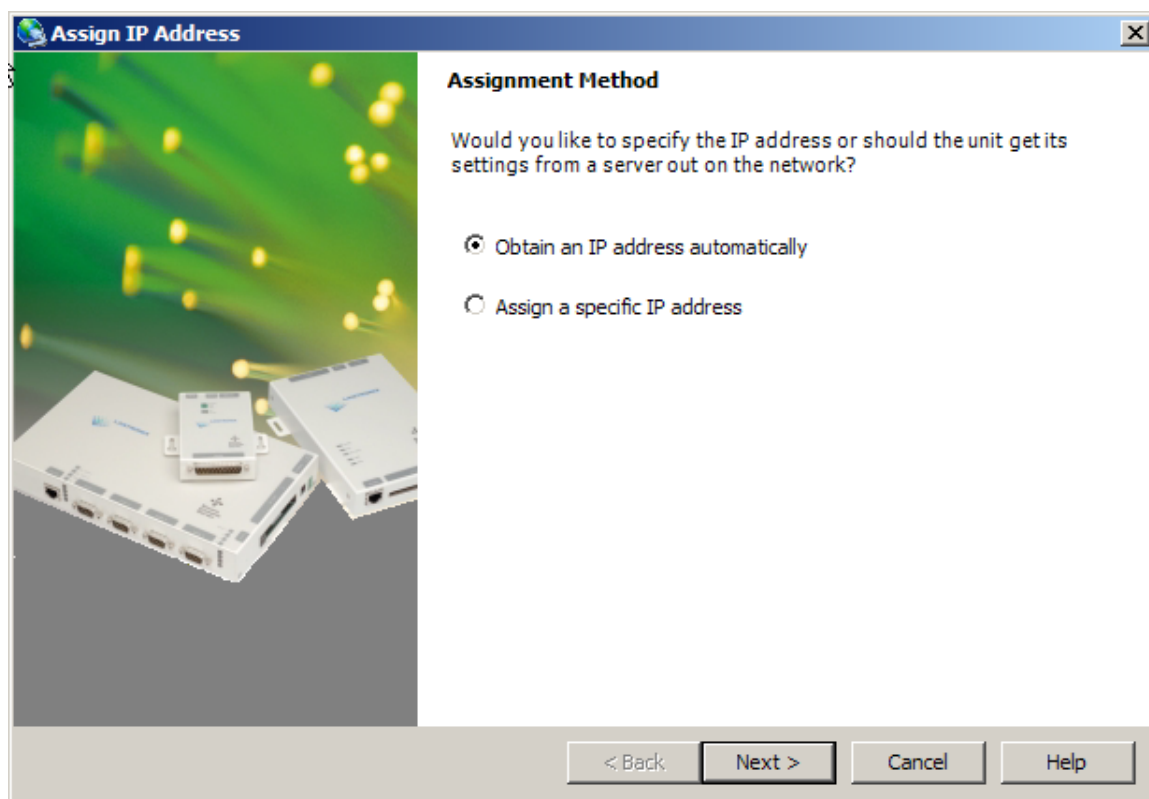 Assign IP Address
Assignment Method
Would you like to specify the IP address or should the unit get its
settings from a server out on the network?
Obtain an IP address automatically
Assign a specific IP address
< Back
Next >
Cancel
Help